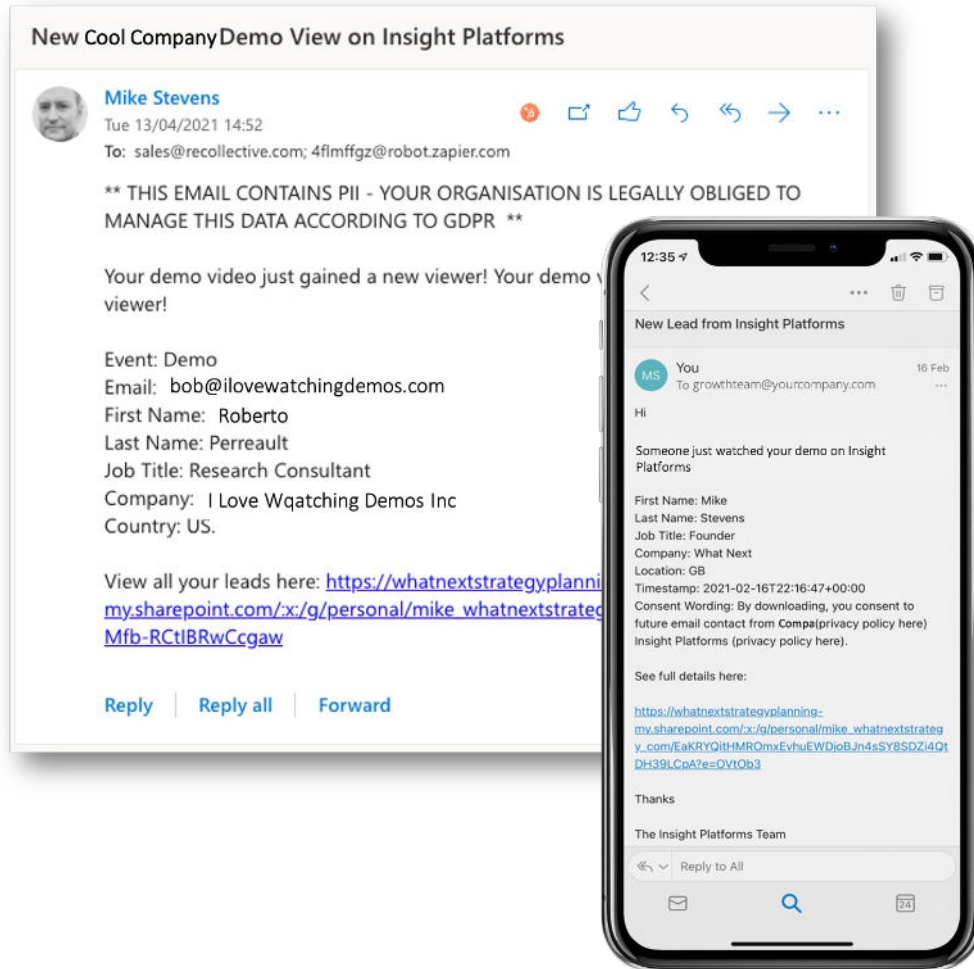 New Cool Company Demo View on Insight Platforms
Mike Stevens
Tue 13/04/2021 14:52
To: sales@recollective.com; 4flmffgz@robot.zapier.com
** THIS EMAIL CONTAINS PII - YOUR ORGANISATION IS LEGALLY OBLIGED TO
MANAGE THIS DATA ACCORDING TO GDPR **
Your demo video just gained a new viewer! Your demo
viewer!
Event: Demo
Email: bob@ilovewatchingdemos.com
First Name: Roberto
Last Name: Perreault
Job Title: Research Consultant
Company: I Love Wqatching Demos Inc
Country: US.
View all your leads here: https://whatnextstrategyplanni
my.sharepoint.com/:x:/g/personal/mike_whatnextstrateg
Mfb-RCtIBRwCcgaw
Reply Reply all Forward
12:35
New Lead from Insight Platforms
MS
You
16 Feb
To growthteam@yourcompany.com
Hi
Someone just watched your demo on Insight
Platforms
First Name: Mike
Last Name: Stevens
Job Title: Founder
Company: What Next
Location: GB
Timestamp: 2021-02-16T22:16:47+00:00
Consent Wording: By downloading, you consent to
future email contact from Compa(privacy policy here)
Insight Platforms (privacy policy here).
See full details here:
https://whatnextstrategyplanning-
my.sharepoint.com/:x:/g/personal/mike_whatnextstrateg
y_com/EaKRYQitHMROmxEvhuEWDjoBJn4sSY8SDZi4Qt
DH39LCpA?e=OVtOb3
Thanks
The Insight Platforms Team
Reply to All
24